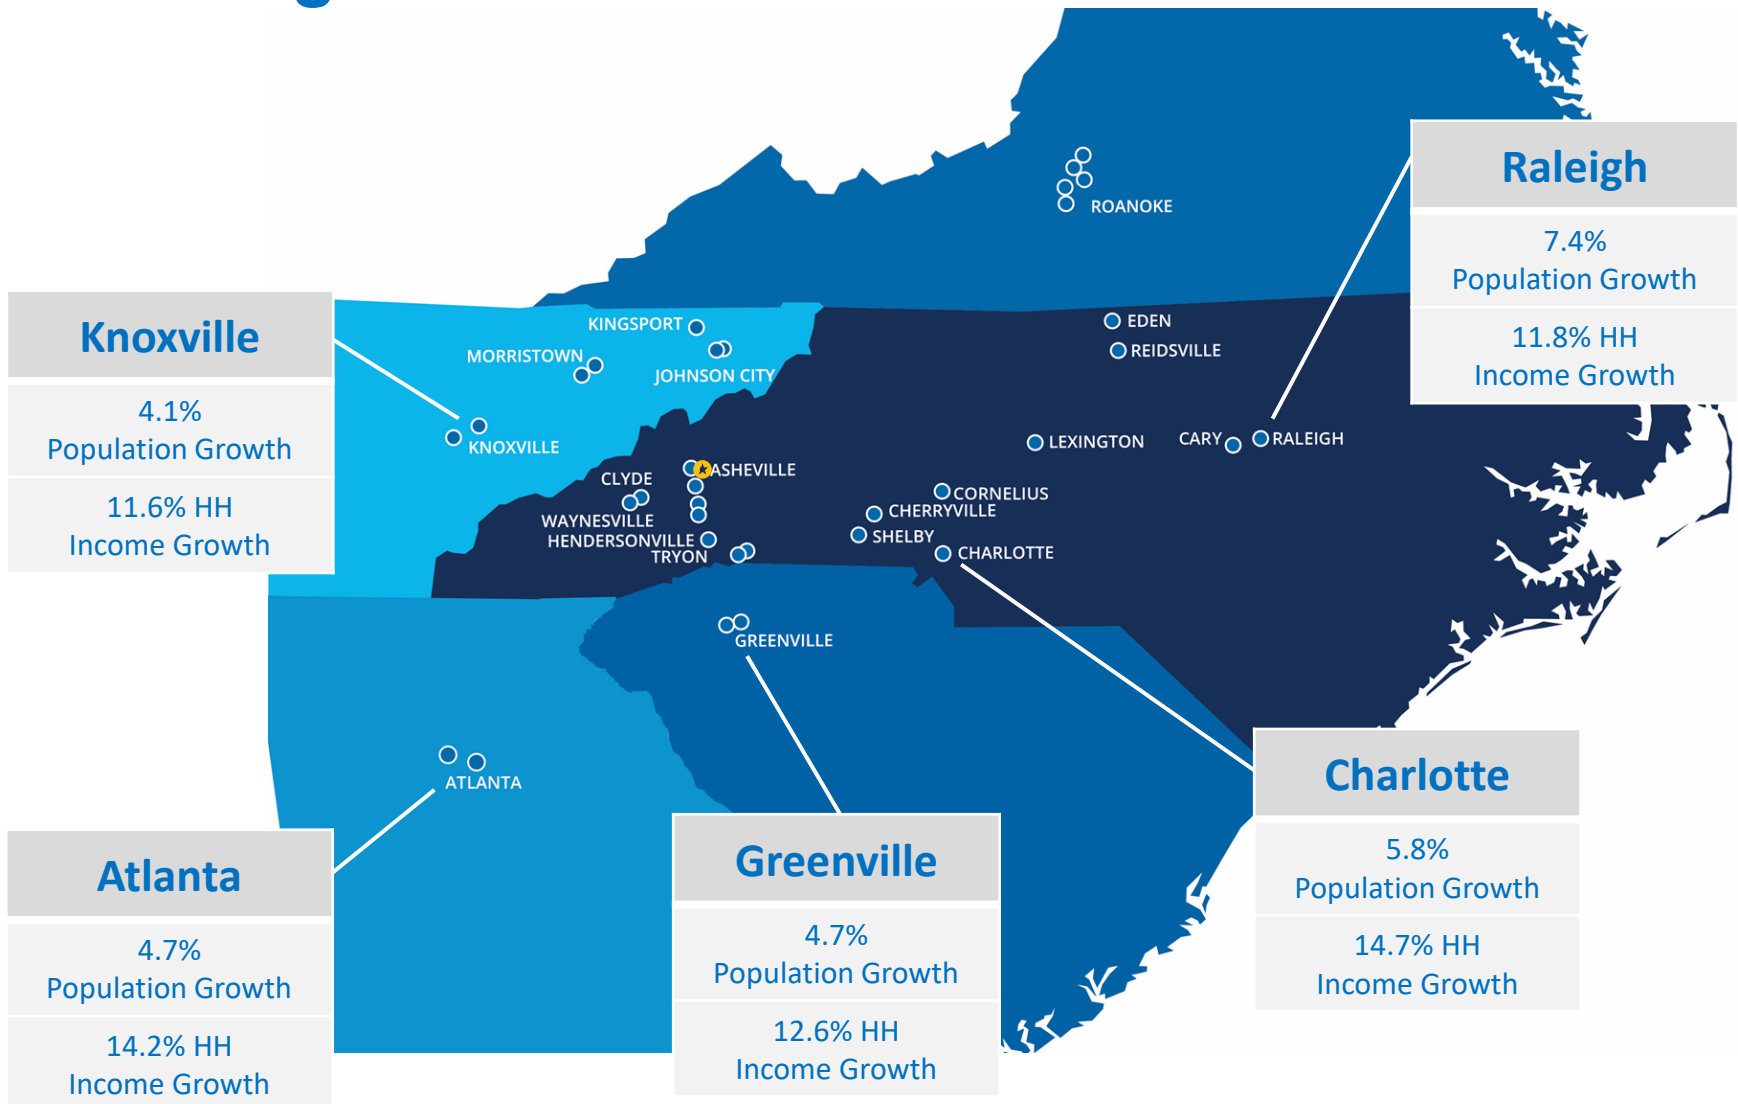 ROANOKE
Raleigh
7.4%
Population Growth
11.8% HH
Income Growth
Knoxville
4.1%
Population Growth
11.6% HH
Income Growth
KINGSPORT
MORRISTOWN
JOHNSON CITY
KNOXVILLE
EDEN
REIDSVILLE
LEXINGTON
CARY
RALEIGH
ASHEVILLE
CLYDE
WAYNESVILLE
HENDERSONVILLE
TRYON
CORNELIUS
CHERRYVILLE
SHELBY
CHARLOTTE
GREENVILLE
ATLANTA
Atlanta
4.7%
Population Growth
14.2% HH
Income Growth
Greenville
4.7%
Population Growth
12.6% HH
Income Growth
Charlotte
5.8%
Population Growth
14.7% HH
Income Growth